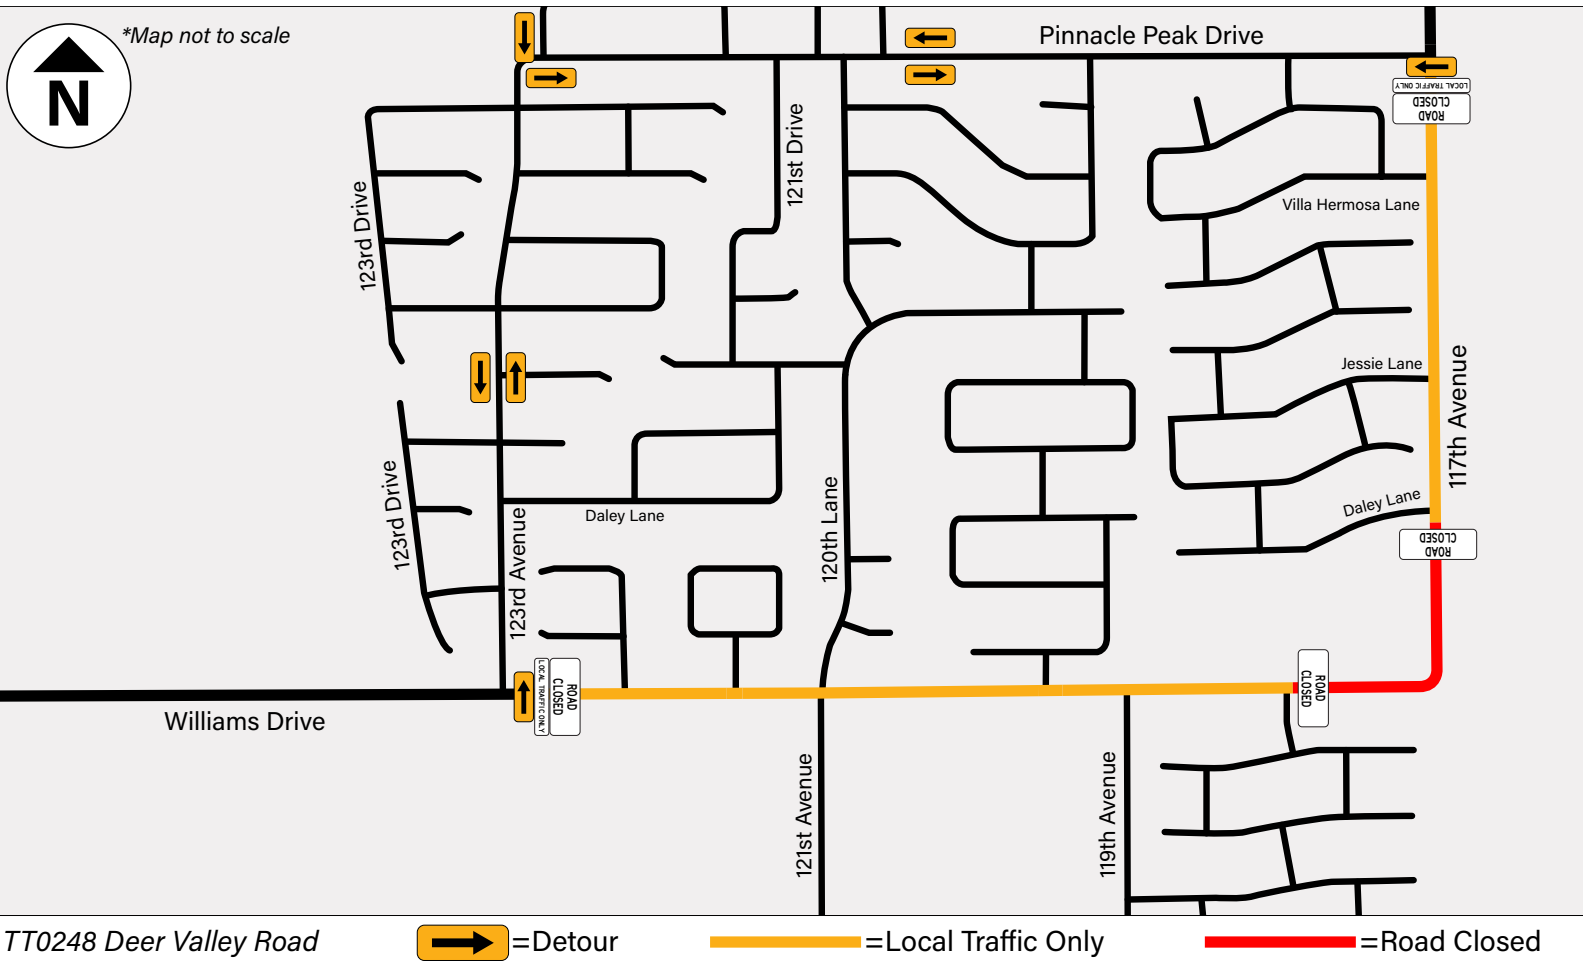 *Map not to scale
N
Pinnacle Peak Drive
LOCAL TRAFFIC ONLY
ROAD
CLOSED
121st Drive
123rd Drive
Villa Hermosa Lane
Jessie Lane
117th Avenue
123rd Drive
Daley Lane
123rd Avenue
120th Lane
Daley Lane
ROAD
CLOSED
LOCAL TRAFFIC ONLY
ROAD
CLOSED
ROAD
CLOSED
Williams Drive
121st Avenue
119th Avenue
TT0248 Deer Valley Road
=Detour
=Local Traffic Only
=Road Closed